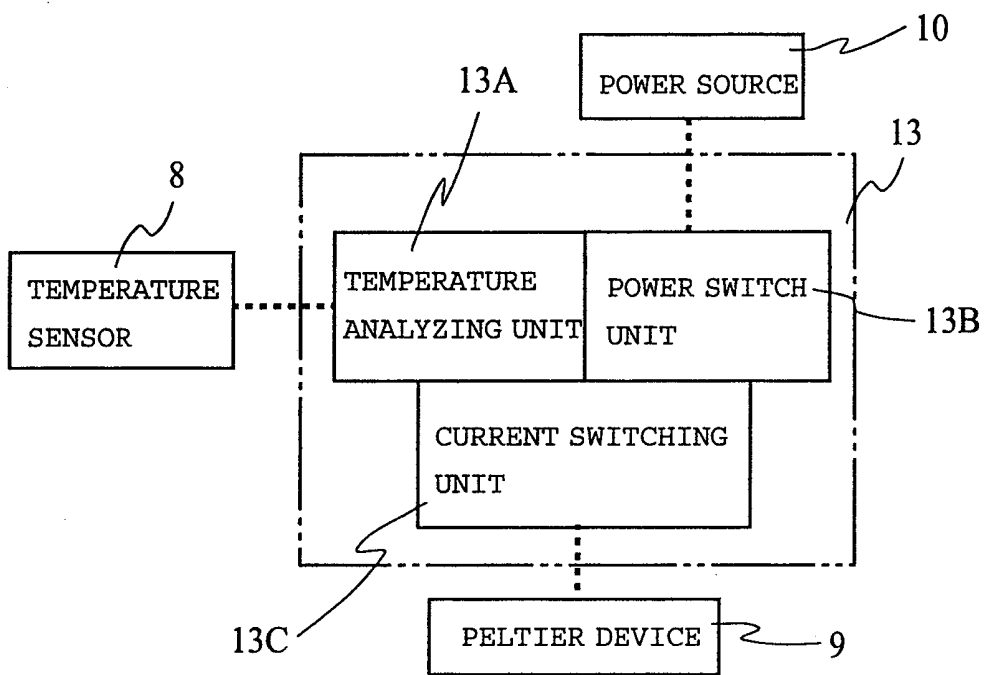 10
POWER SOURCE
13A
13
8
TEMPERATURE
SENSOR
TEMPERATURE
ANALYZING UNIT
POWER SWITCH
UNIT
13B
CURRENT SWITCHING
UNIT
13C
PELTIER DEVICE
9